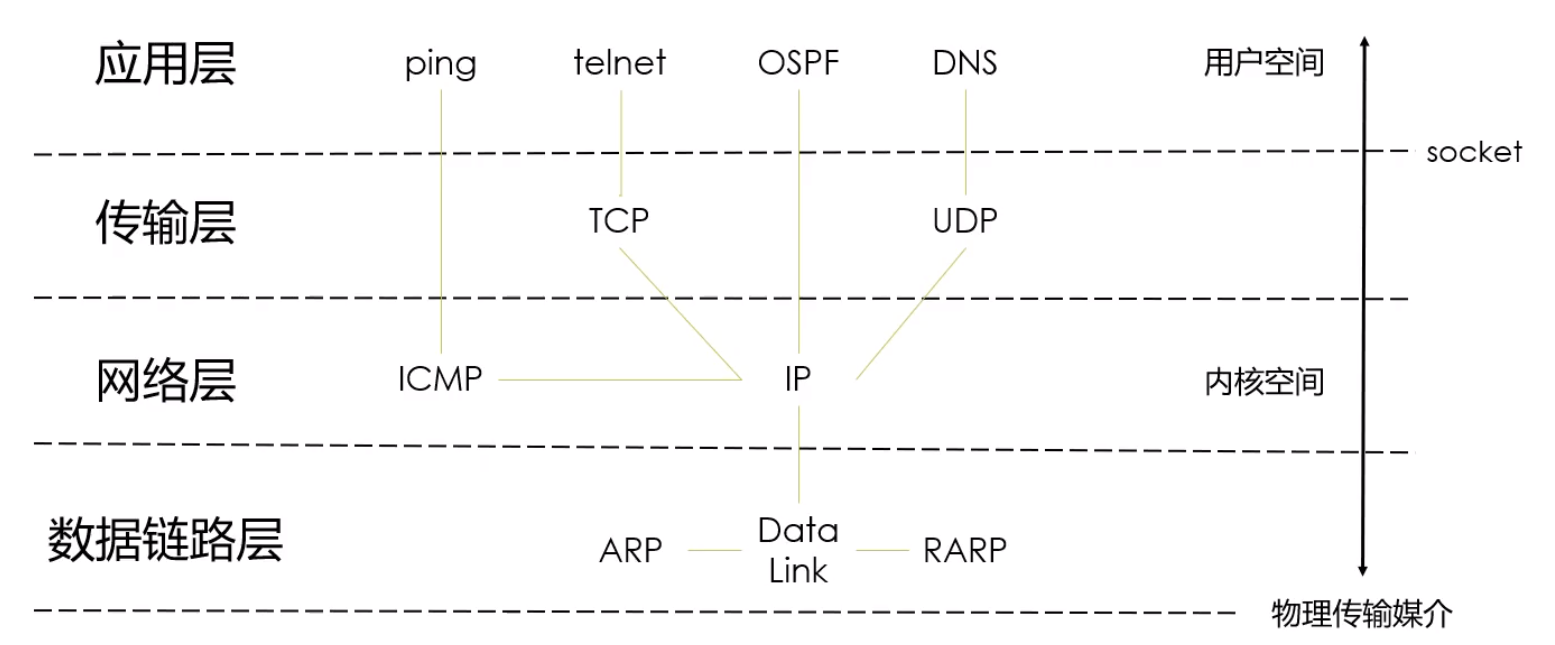 应用层 ping telnet OSPF DNS 用户空间
socket
传输层 TCP UDP
网络层 ICMP IP 内核空间
数据链路层 ARP Data Link RARP
物理传输媒介